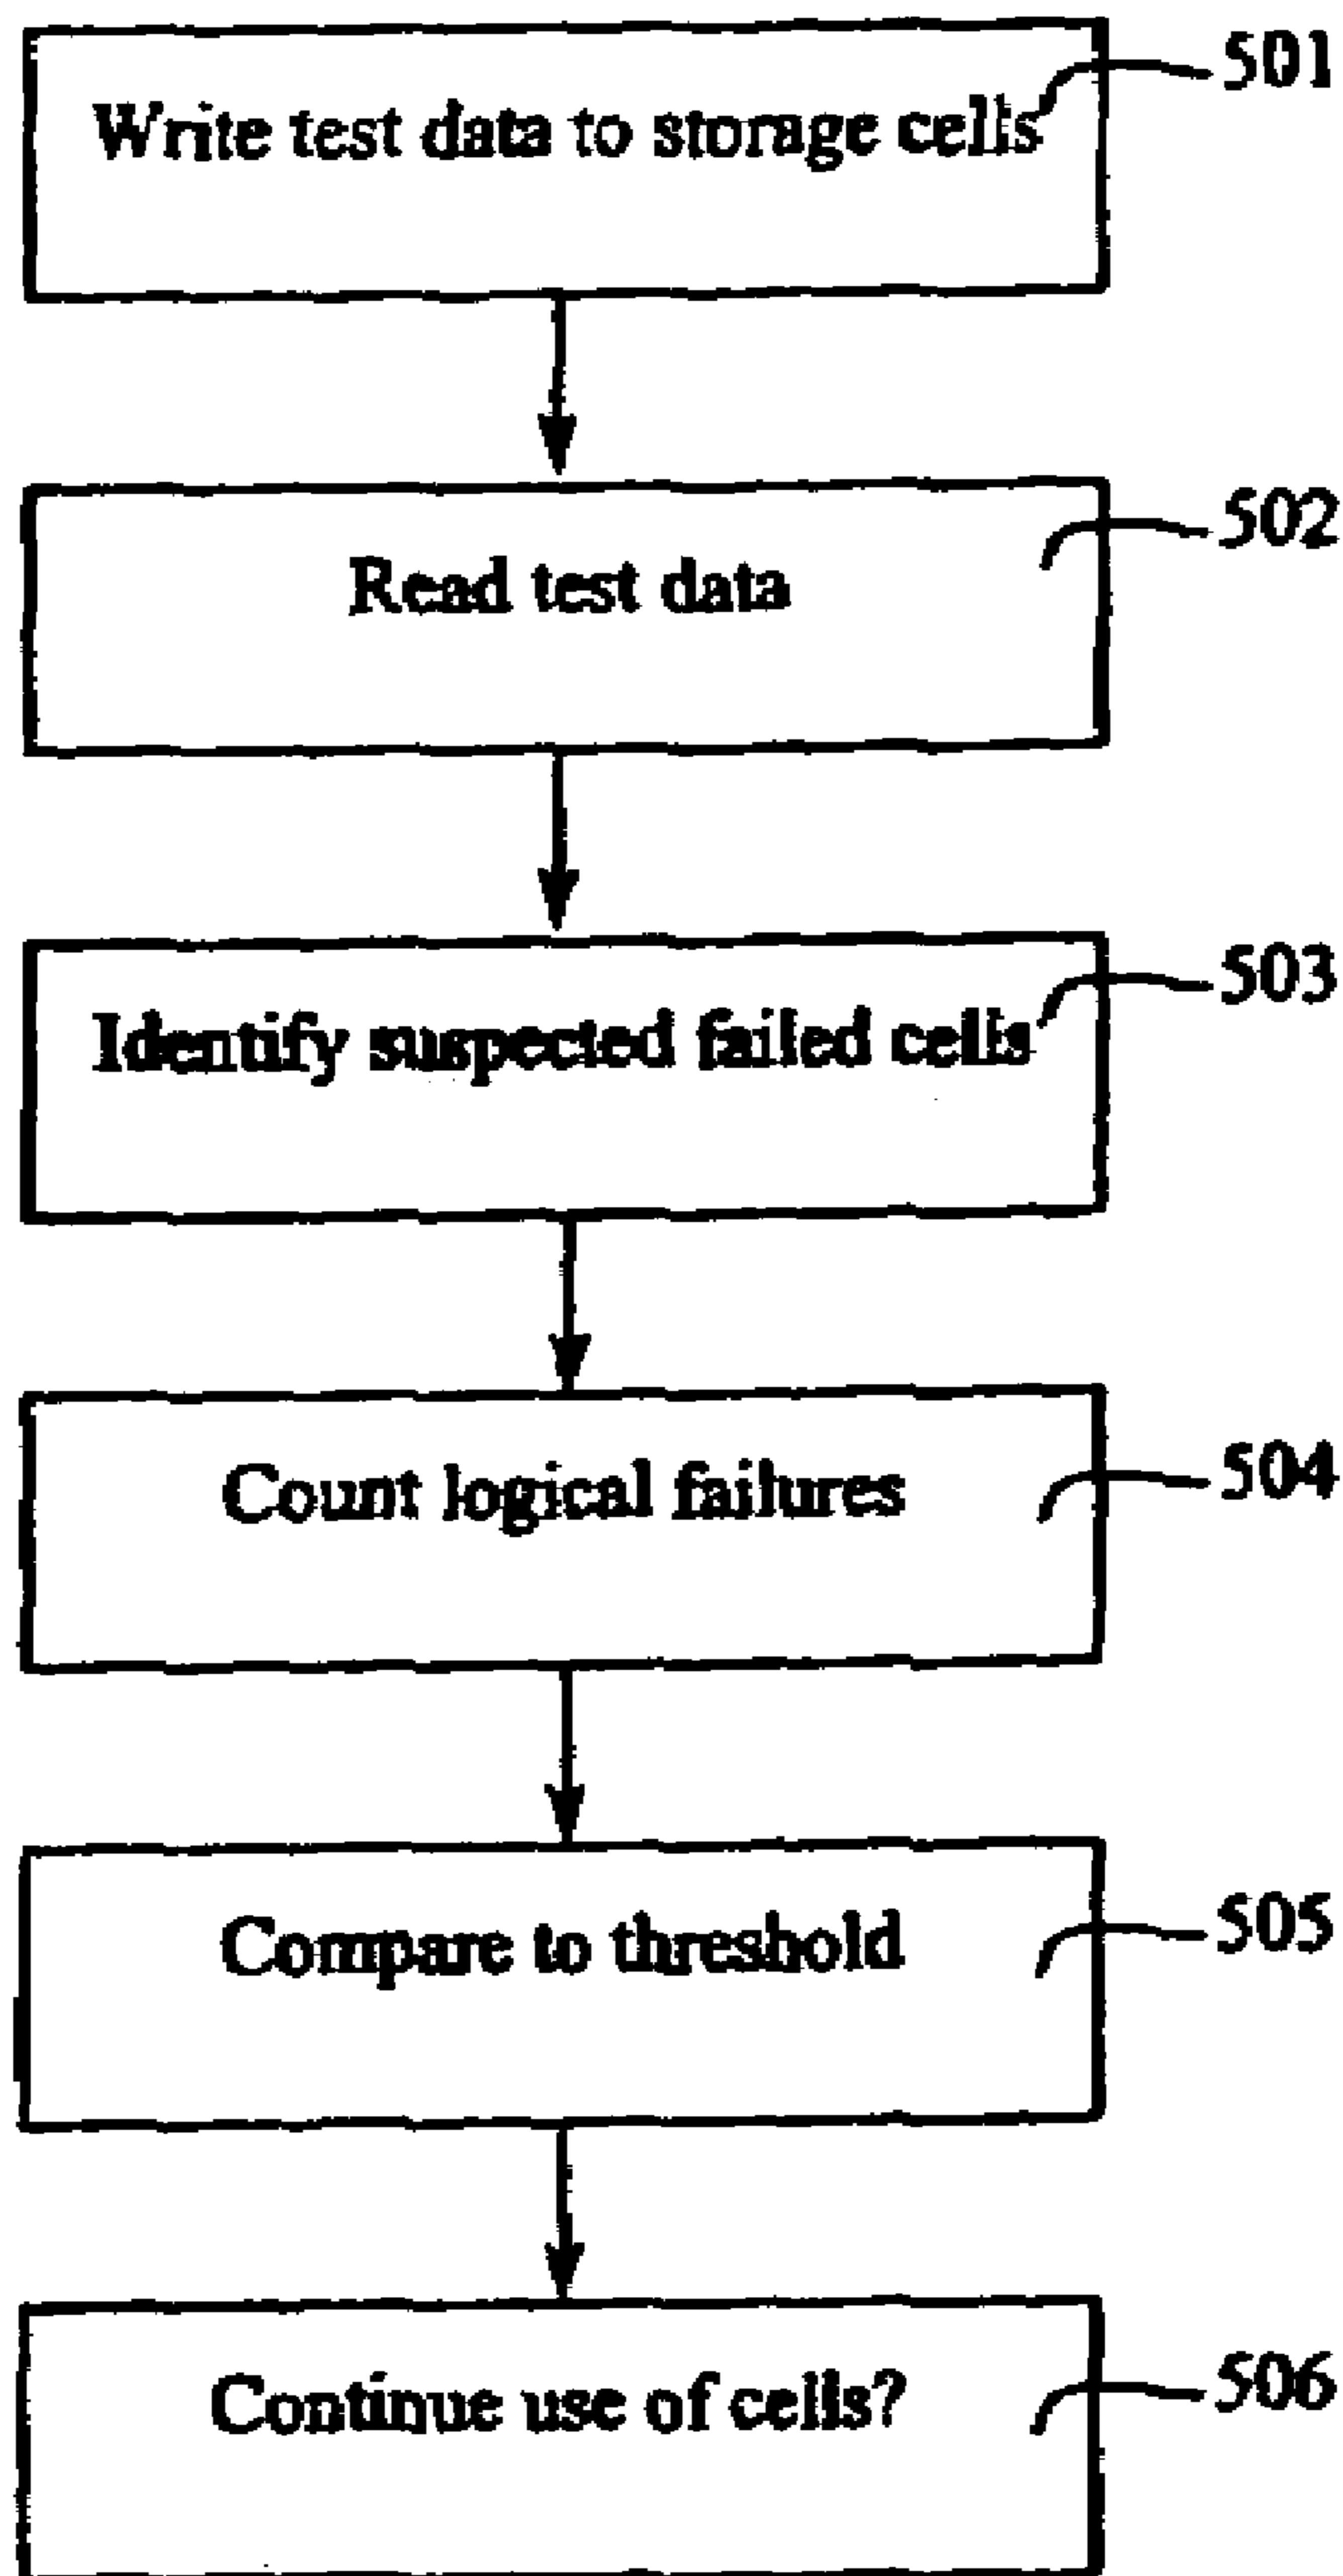 Write test data to storage cells
501
Read test data
502
Identify suspected failed cells
503
Count logical failures
504
Compare to threshold
505
Continue use of cells?
506